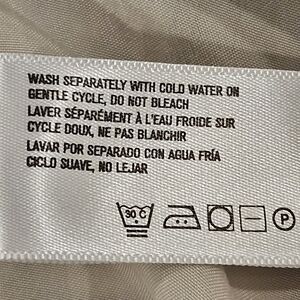 WASH SEPARATELY WITH COLD WATER ON
GENTLE CYCLE, DO NOT BLEACH
LAVER SÉPARÉMENT À L'EAU FROIDE SUR
CYCLE DOUX, NE PAS BLANCHIR
LAVAR POR SEPARADO CON AGUA FRÍA
CICLO SUAVE, NO LEJAR
30 C
P